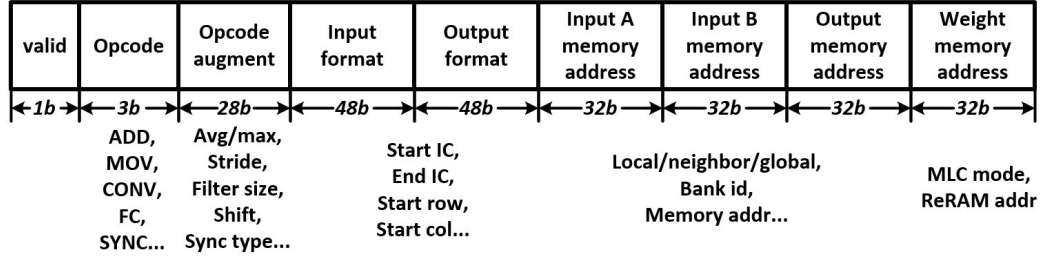 valid
Opcode
Opcode
augment
Input
format
Output
format
Input A
memory
address
Input B
memory
address
Output
memory
address
Weight
memory
address
1b
3b
28b
48b
48b
32b
32b
32b
32b
ADD,
MOV,
CONV,
FC,
SYNC...
Avg/max,
Stride,
Filter size,
Shift,
Sync type...
Start IC,
End IC,
Start row,
Start col...
Local/neighbor/global,
Bank id,
Memory addr...
MLC mode,
ReRAM addr